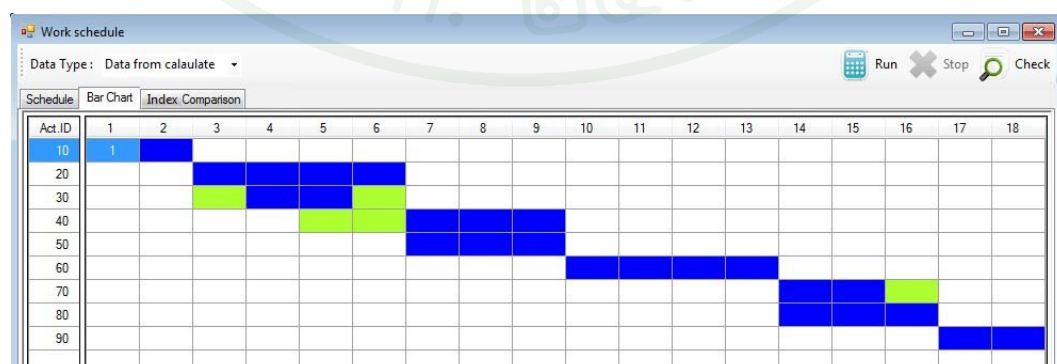 Work schedule
Data Type : Data from calaulate Run Stop Check
Schedule Bar Chart Index Comparison
Act.ID 1 2 3 4 5 6 7 8 9 10 11 12 13 14 15 16 17 18
10 1
20
30
40
50
60
70
80
90